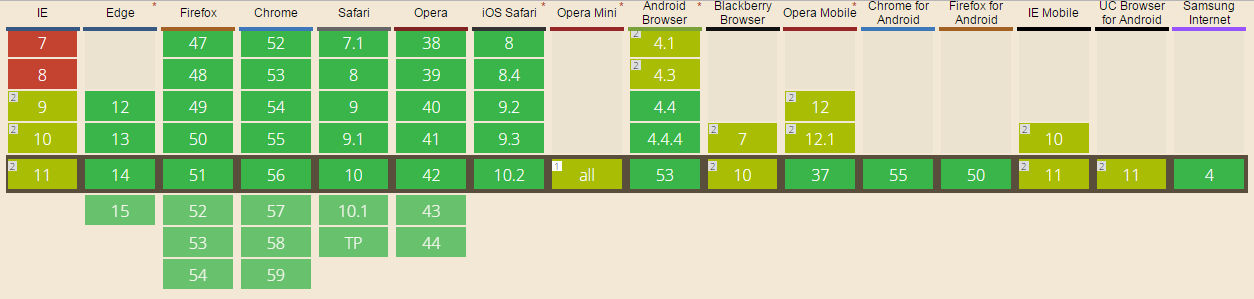 IE Edge * Firefox Chrome Safari Opera iOS Safari * Opera Mini * Android Browser * Blackberry Browser Opera Mobile * Chrome for Android Firefox for Android IE Mobile UC Browser for Android Samsung Internet
7 47 52 7.1 38 8 2 4.1
8 48 53 8 39 8.4 2 4.3
2 9 12 49 54 9 40 9.2 4.4 2 12
2 10 13 50 55 9.1 41 9.3 4.4.4 2 7 2 12.1 2 10
2 11 14 51 56 10 42 10.2 1 all 53 2 10 37 55 50 2 11 2 11 4
15 52 57 10.1 43
53 58 TP 44
54 59